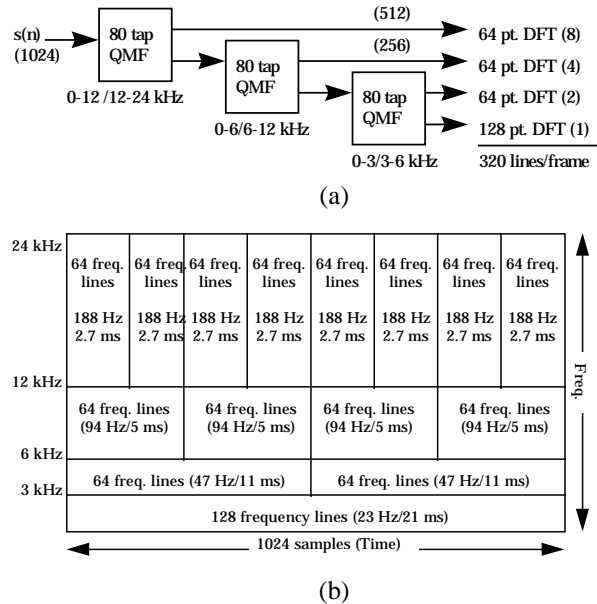 s(n)
(1024)
80 tap
QMF
0-12 /12-24 kHz
(512)
64 pt. DFT (8)
80 tap
QMF
0-6/6-12 kHz
(256)
64 pt. DFT (4)
80 tap
QMF
0-3/3-6 kHz
64 pt. DFT (2)
128 pt. DFT (1)
320 lines/frame
(a)
24 kHz
12 kHz
6 kHz
3 kHz
64 freq. 64 freq. 64 freq. 64 freq. 64 freq. 64 freq. 64 freq. 64 freq.
lines lines lines lines lines lines lines lines
188 Hz 188 Hz 188 Hz 188 Hz 188 Hz 188 Hz 188 Hz 188 Hz
2.7 ms 2.7 ms 2.7 ms 2.7 ms 2.7 ms 2.7 ms 2.7 ms 2.7 ms
64 freq. lines 64 freq. lines 64 freq. lines 64 freq. lines
(94 Hz/5 ms) (94 Hz/5 ms) (94 Hz/5 ms) (94 Hz/5 ms)
64 freq. lines (47 Hz/11 ms) 64 freq. lines (47 Hz/11 ms)
128 frequency lines (23 Hz/21 ms)
Freq.
1024 samples (Time)
(b)